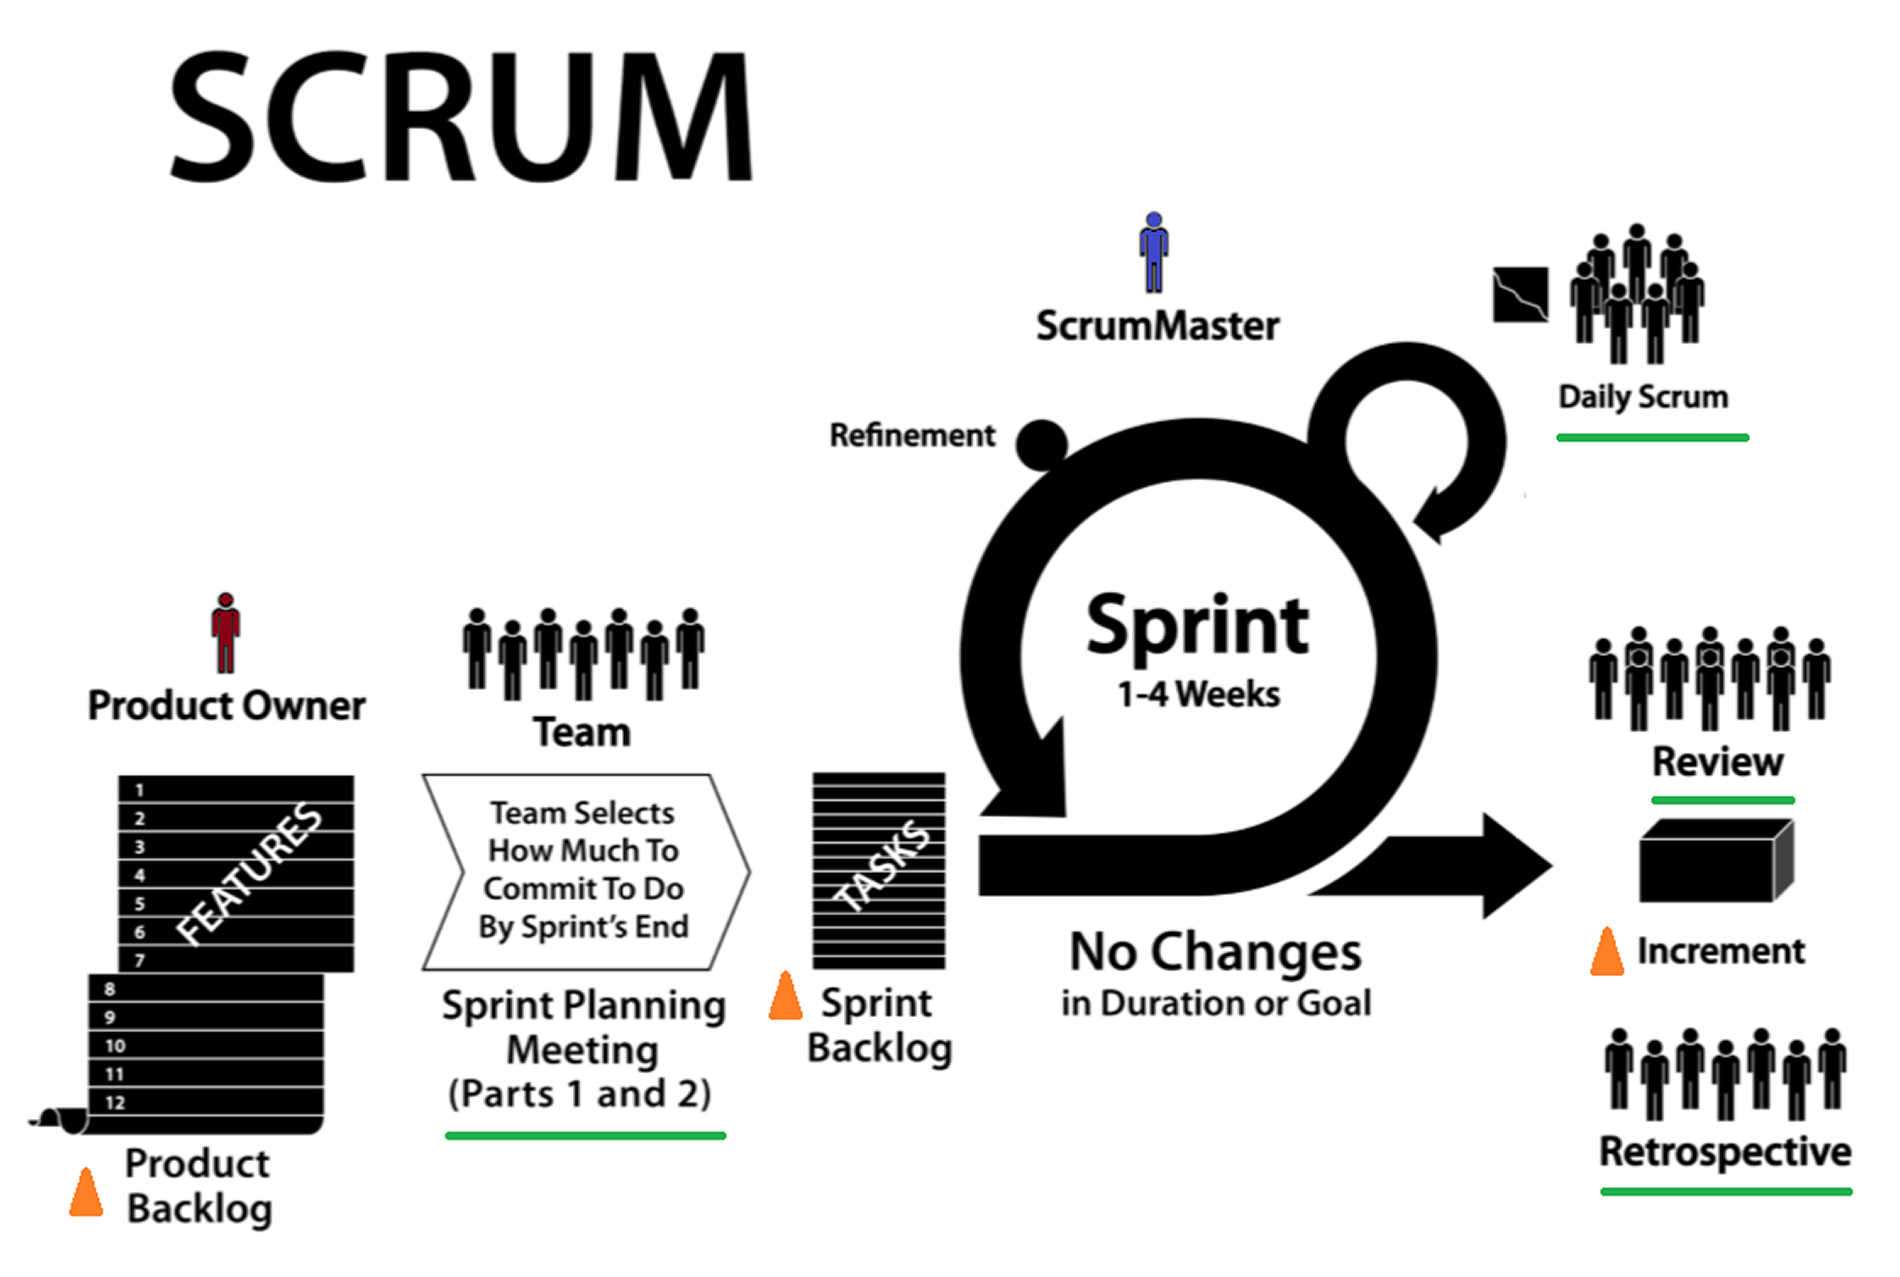 SCRUM
ScrumMaster
Daily Scrum
Refinement
Sprint
1-4 Weeks
Product Owner
Team
Review
1
2
3
4
5
6
7
8
9
10
11
12
FEATURES
Team Selects
How Much To
Commit To Do
By Sprint's End
TASKS
No Changes
in Duration or Goal
Increment
Sprint Planning
Meeting
(Parts 1 and 2)
Sprint
Backlog
Product
Backlog
Retrospective